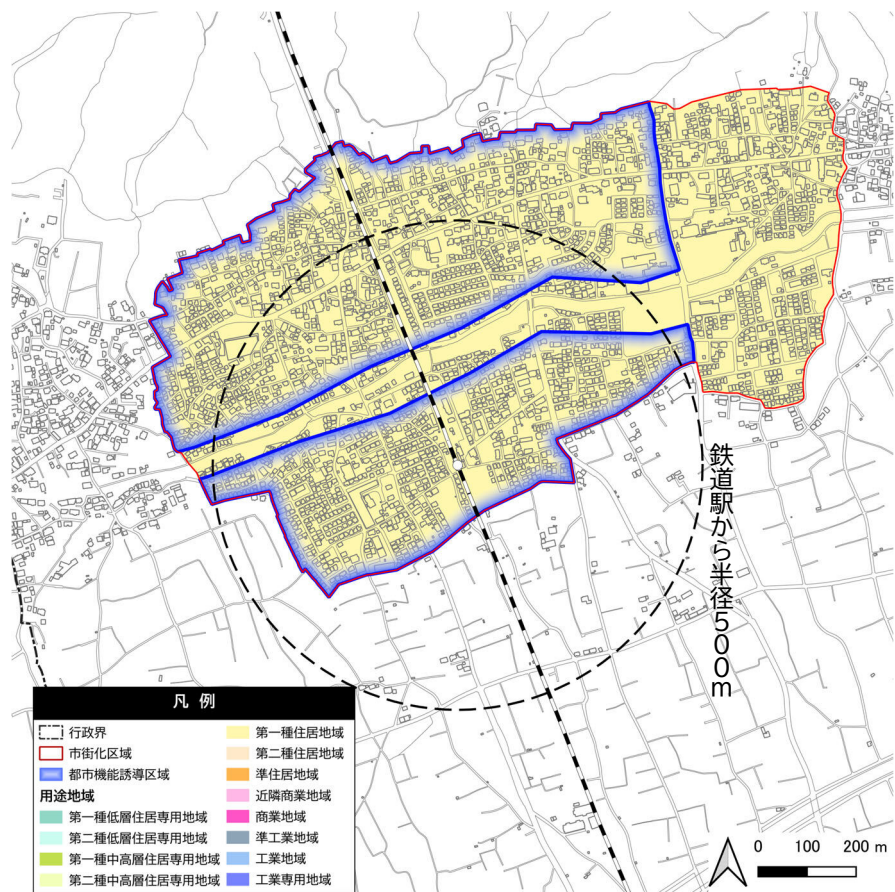 鉄道駅から半径500m
凡例
行政界
市街化区域
都市機能誘導区域
用途地域
第一種低層住居専用地域
第二種低層住居専用地域
第一種中高層住居専用地域
第二種中高層住居専用地域
第一種住居地域
第二種住居地域
準住居地域
近隣商業地域
商業地域
準工業地域
工業地域
工業専用地域
0 100 200 m